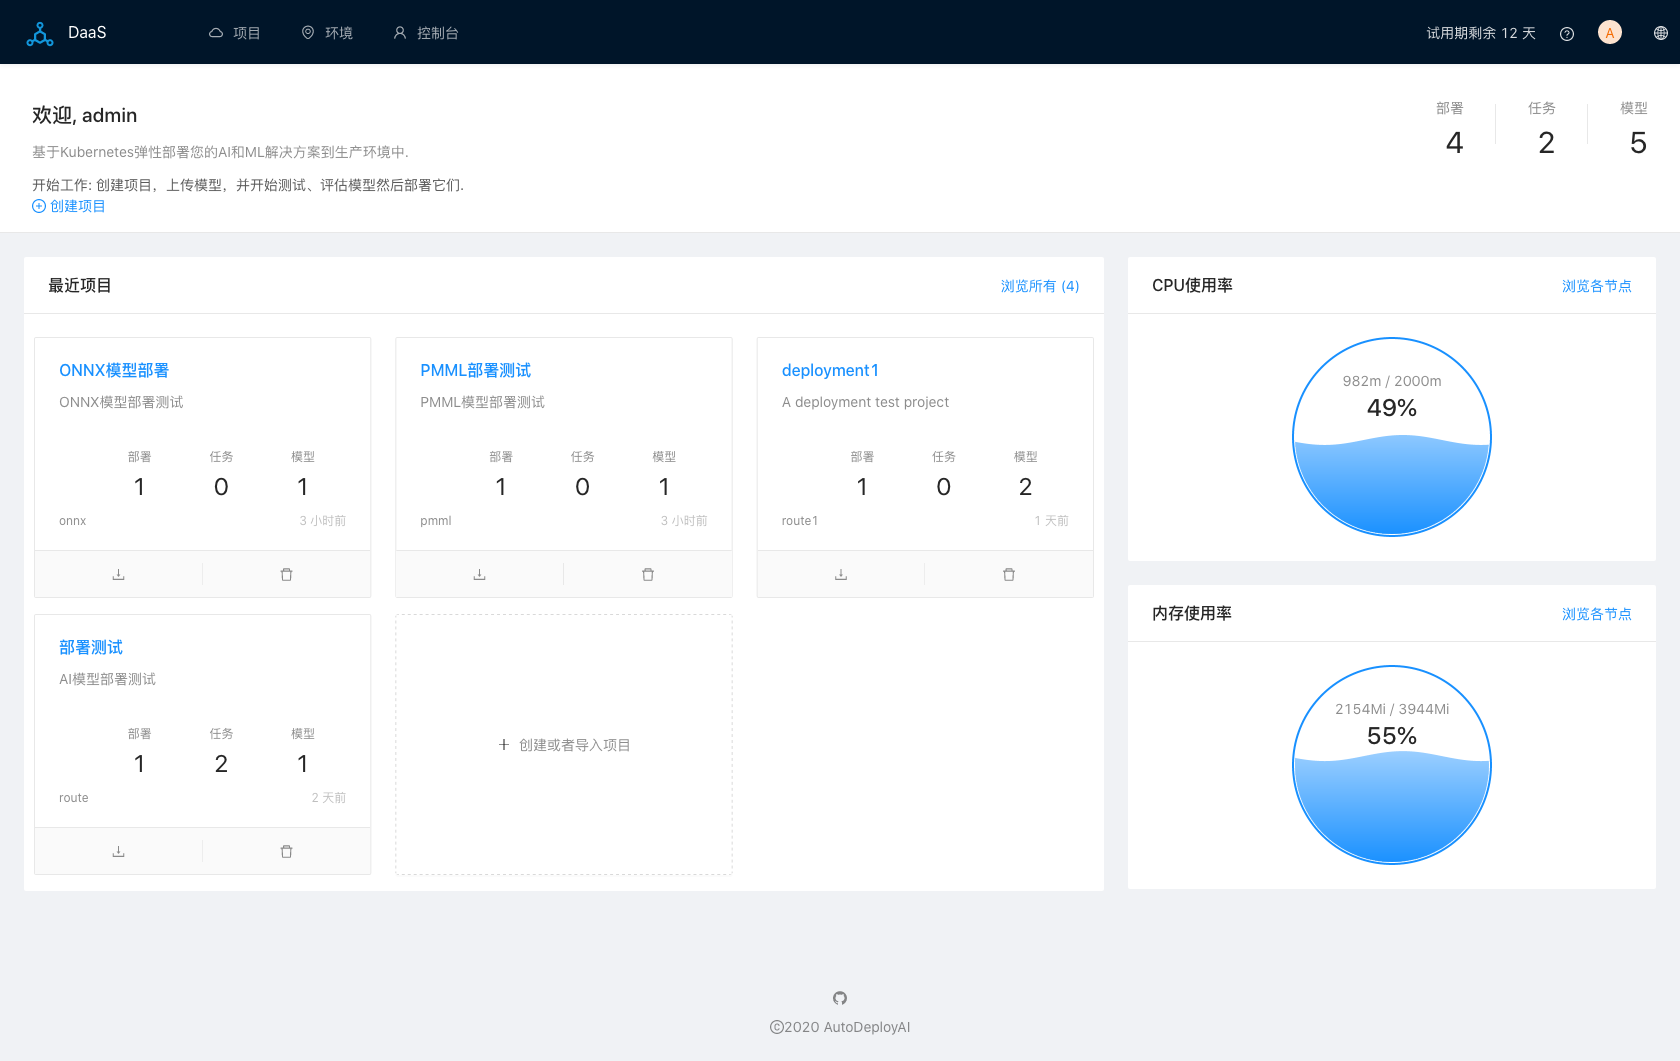 DaaS
项目
环境
控制台
试用期剩余 12 天
A
欢迎, admin
基于Kubernetes弹性部署您的AI和ML解决方案到生产环境中.
开始工作: 创建项目，上传模型，并开始测试、评估模型然后部署它们.
创建项目
部署
4
任务
2
模型
5
最近项目
浏览所有 (4)
ONNX模型部署
ONNX模型部署测试
部署 任务 模型
1 0 1
onnx 3 小时前
PMML部署测试
PMML模型部署测试
部署 任务 模型
1 0 1
pmml 3 小时前
deployment1
A deployment test project
部署 任务 模型
1 0 2
route1 1 天前
部署测试
AI模型部署测试
部署 任务 模型
1 2 1
route 2 天前
创建或者导入项目
CPU使用率
浏览各节点
982m / 2000m
49%
内存使用率
浏览各节点
2154Mi / 3944Mi
55%
©2020 AutoDeployAI